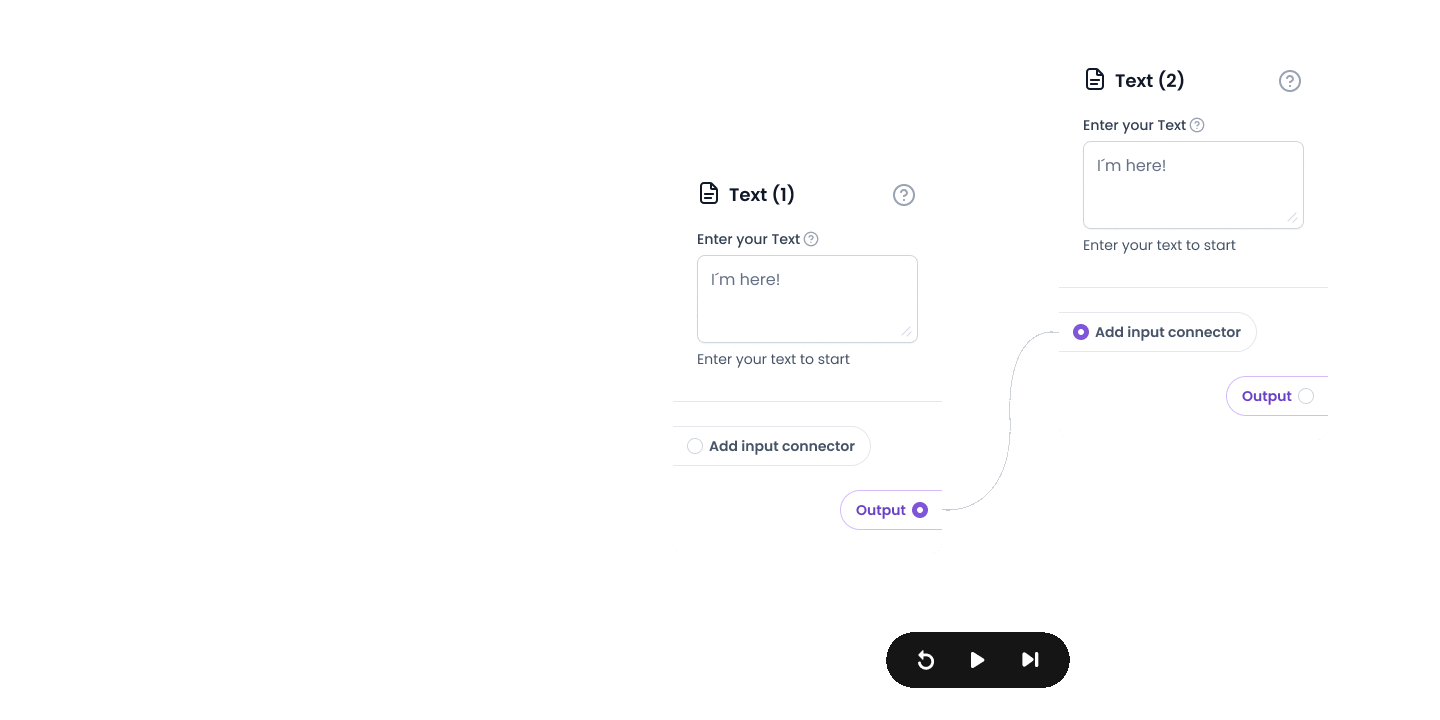 Text (1)
Enter your Text
I´m here!
Enter your text to start
Add input connector
Output
Text (2)
Enter your Text
I´m here!
Enter your text to start
Add input connector
Output